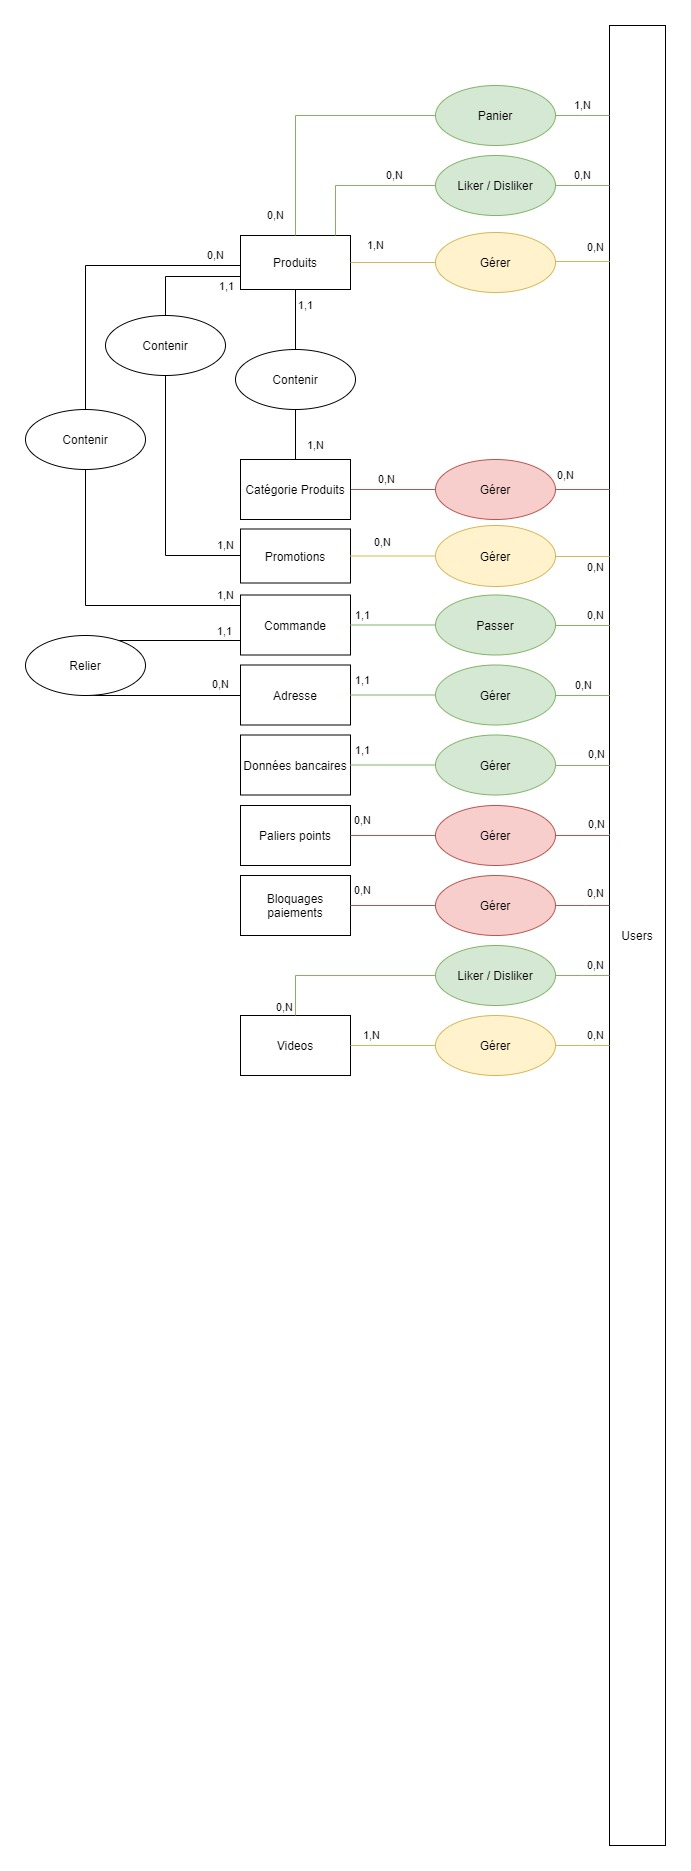 1,N
Panier
0,N
0,N
Liker / Disliker
0,N
0,N
Produits
1,N
Gérer
0,N
1,1
1,1
Contenir
Contenir
Contenir
1,N
Catégorie Produits
0,N
Gérer
0,N
1,N
Promotions
0,N
Gérer
0,N
1,N
Commande
1,1
Passer
0,N
1,1
Relier
0,N
Adresse
1,1
Gérer
0,N
Données bancaires
1,1
Gérer
0,N
Paliers points
0,N
Gérer
0,N
Bloquages
paiements
0,N
Gérer
0,N
Users
Liker / Disliker
0,N
0,N
Videos
1,N
Gérer
0,N